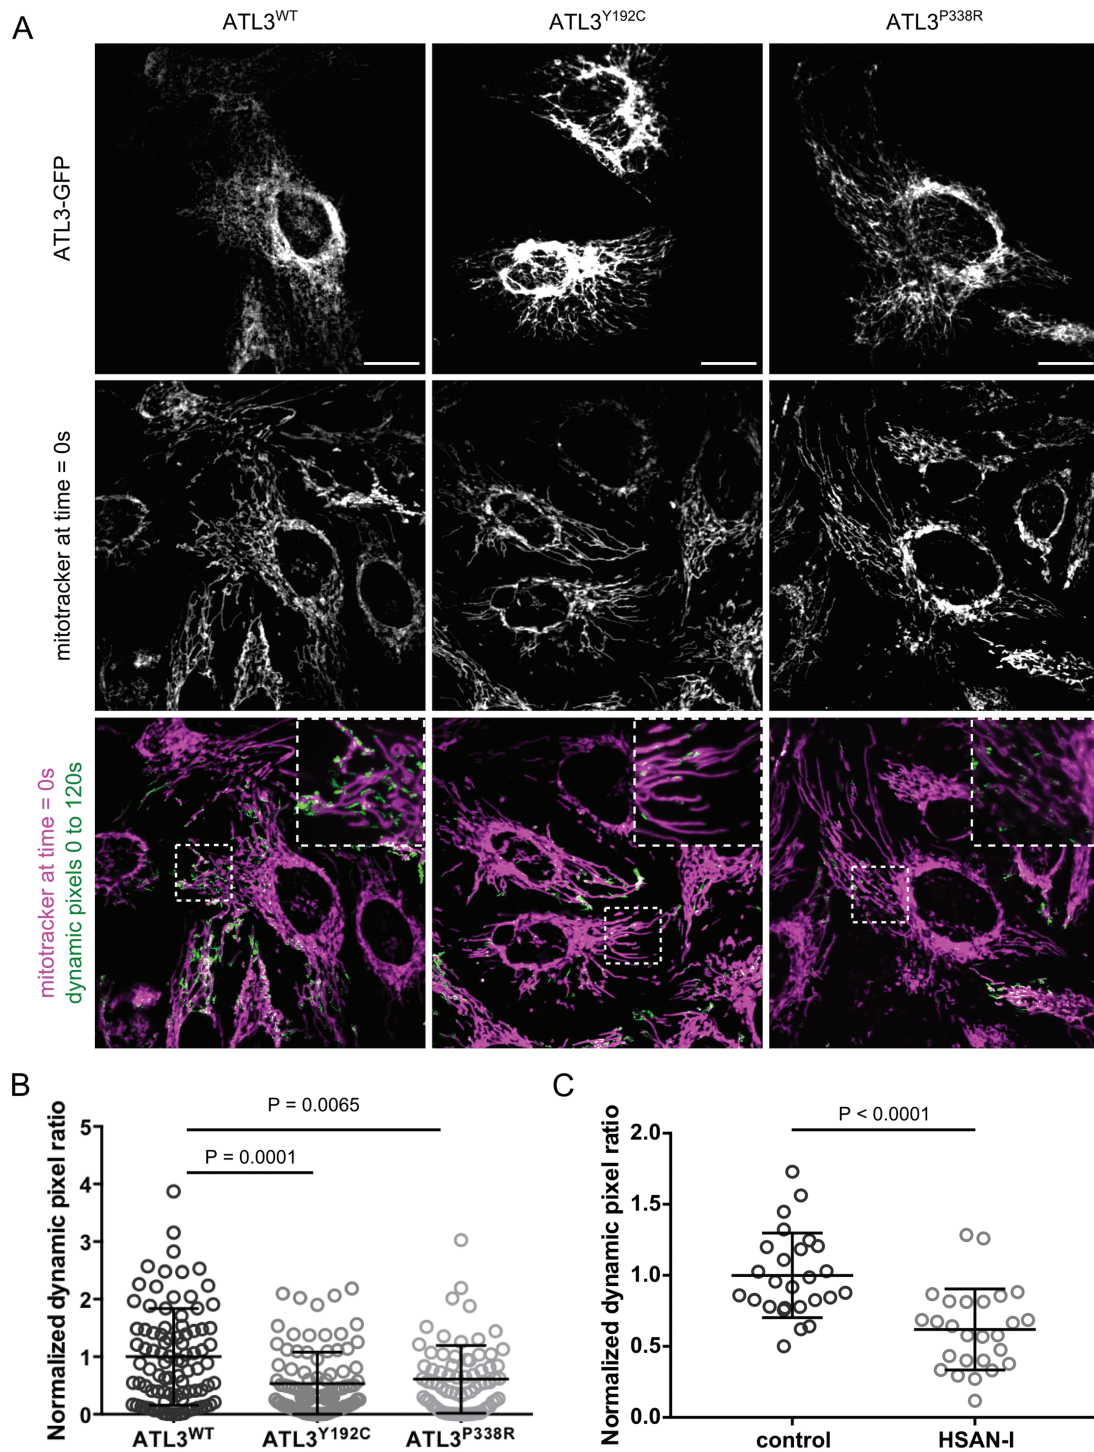 A
ATL3WT
ATL3Y192C
ATL3P338R
ATL3-GFP
mitotracker at time = 0s
mitotracker at time = 0s
dynamic pixels 0 to 120s
B
Normalized dynamic pixel ratio
5
4
3
2
1
0
P = 0.0065
P = 0.0001
ATL3WT
ATL3Y192C
ATL3P338R
C
Normalized dynamic pixel ratio
2.0
1.5
1.0
0.5
0.0
P < 0.0001
control
HSAN-I